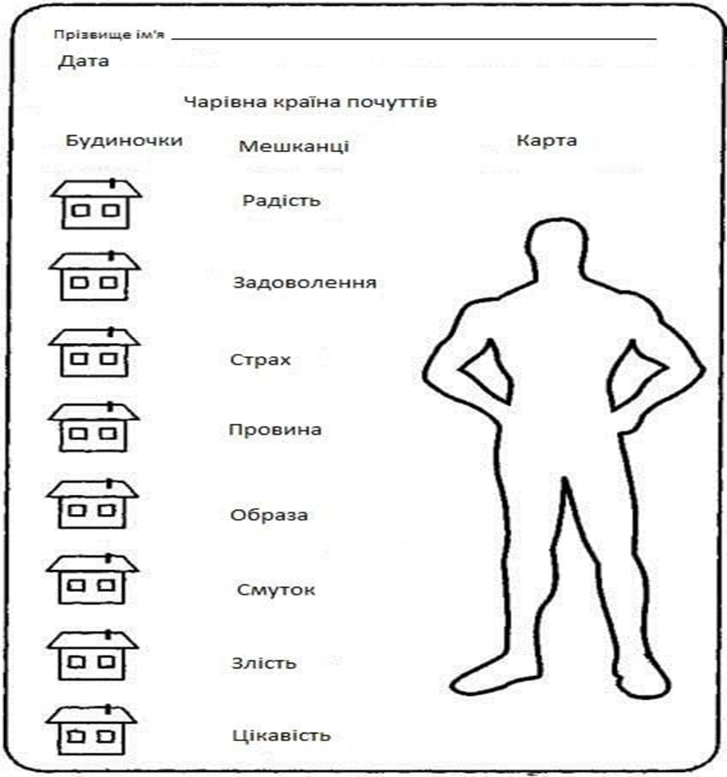 Прізвище ім'я
Дата
Чарівна країна почуттів
Будиночки Мешканці Карта
Радість
Задоволення
Страх
Провина
Образа
Смуток
Злість
Цікавість